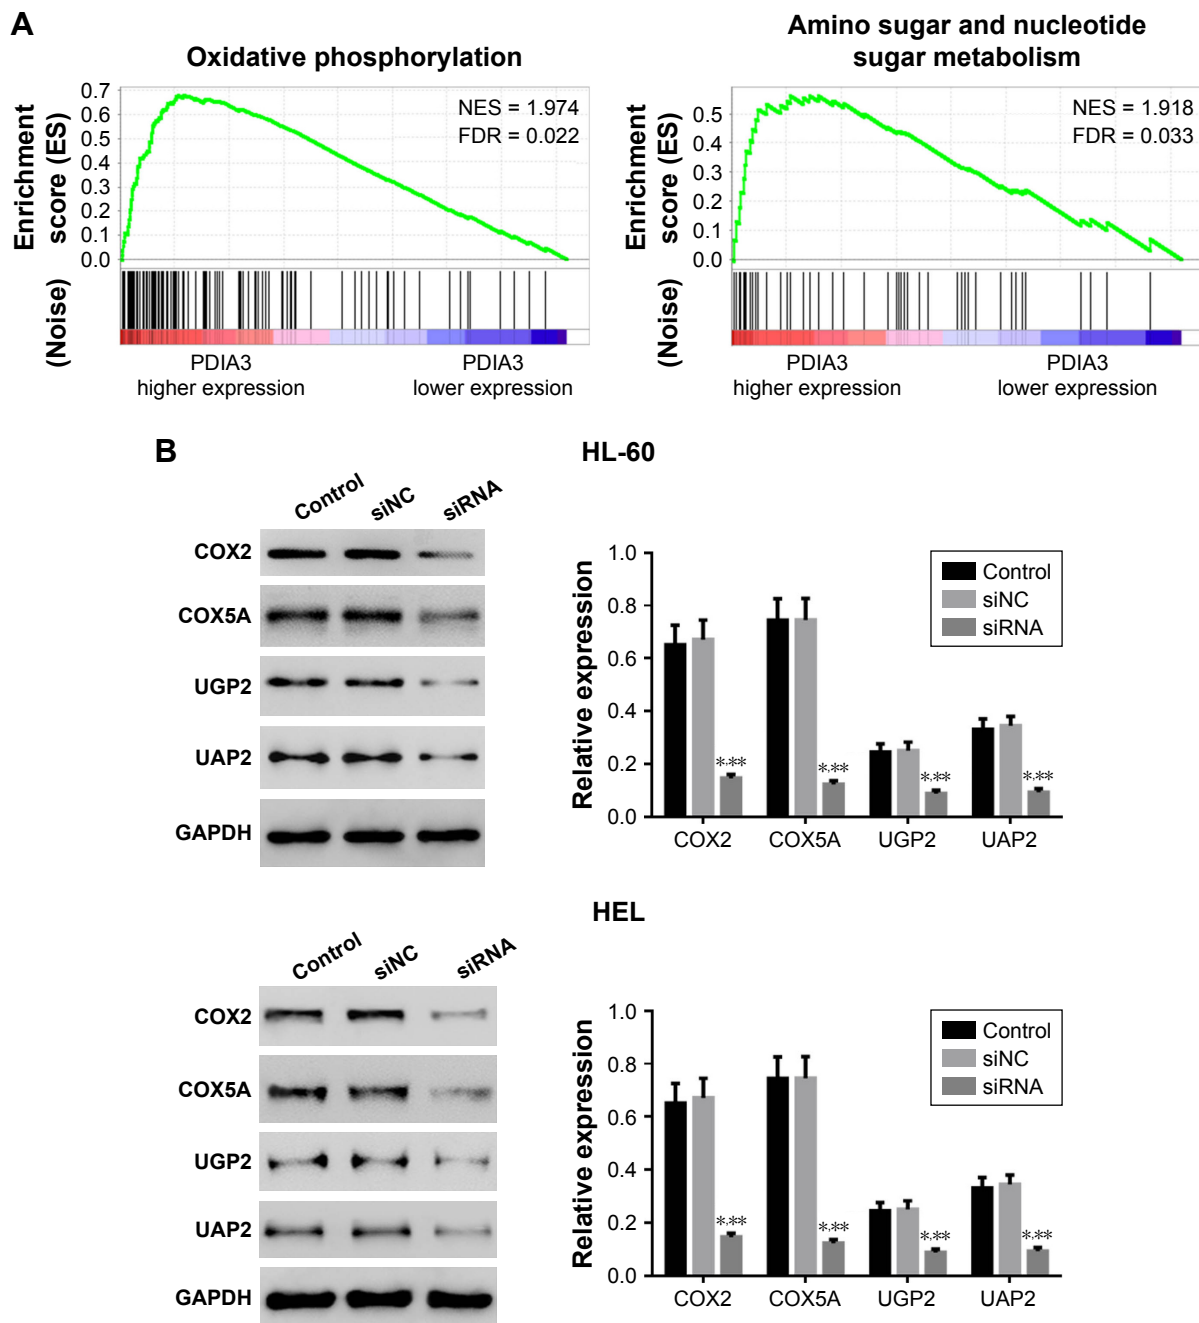 A
Oxidative phosphorylation
Enrichment
score (ES)
0.7
0.6
0.5
0.4
0.3
0.2
0.1
0.0
NES = 1.974
FDR = 0.022
(Noise)
PDIA3
higher expression
PDIA3
lower expression
Amino sugar and nucleotide
sugar metabolism
Enrichment
score (ES)
0.5
0.4
0.3
0.2
0.1
0.0
NES = 1.918
FDR = 0.033
(Noise)
PDIA3
higher expression
PDIA3
lower expression
B
HL-60
Control siNC siRNA
COX2
COX5A
UGP2
UAP2
GAPDH
Relative expression
1.0
0.8
0.6
0.4
0.2
0.0
Control
siNC
siRNA
*,** *,** *,** *,**
COX2 COX5A UGP2 UAP2
HEL
Control siNC siRNA
COX2
COX5A
UGP2
UAP2
GAPDH
Relative expression
1.0
0.8
0.6
0.4
0.2
0.0
Control
siNC
siRNA
*,** *,** *,** *,**
COX2 COX5A UGP2 UAP2